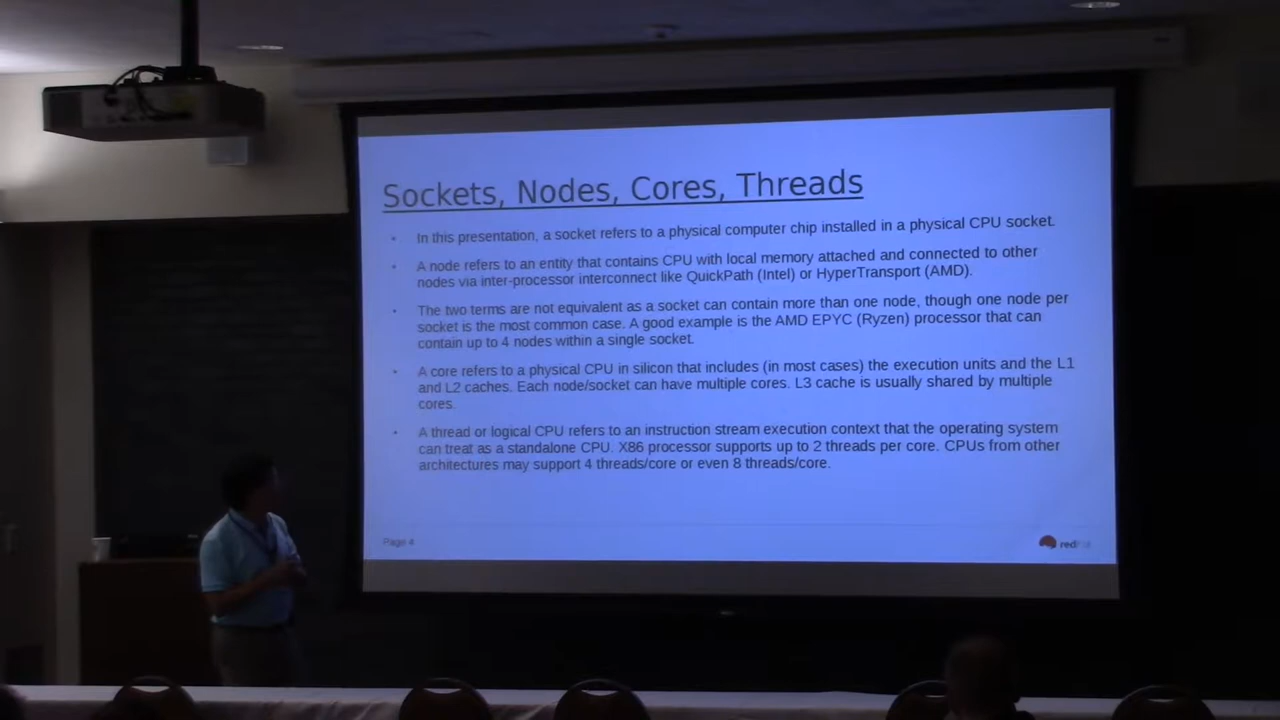 Sockets, Nodes, Cores, Threads
In this presentation, a socket refers to a physical computer chip installed in a physical CPU socket.
A node refers to an entity that contains CPU with local memory attached and connected to other
nodes via inter-processor interconnect like QuickPath (Intel) or HyperTransport (AMD).
The two terms are not equivalent as a socket can contain more than one node, though one node per
socket is the most common case. A good example is the AMD EPYC (Ryzen) processor that can
contain up to 4 nodes within a single socket.
A core refers to a physical CPU in silicon that includes (in most cases) the execution units and the L1
and L2 caches. Each node/socket can have multiple cores. L3 cache is usually shared by multiple
cores.
A thread or logical CPU refers to an instruction stream execution context that the operating system
can treat as a standalone CPU. X86 processor supports up to 2 threads per core. CPUs from other
architectures may support 4 threads/core or even 8 threads/core.
Page 4
redhat